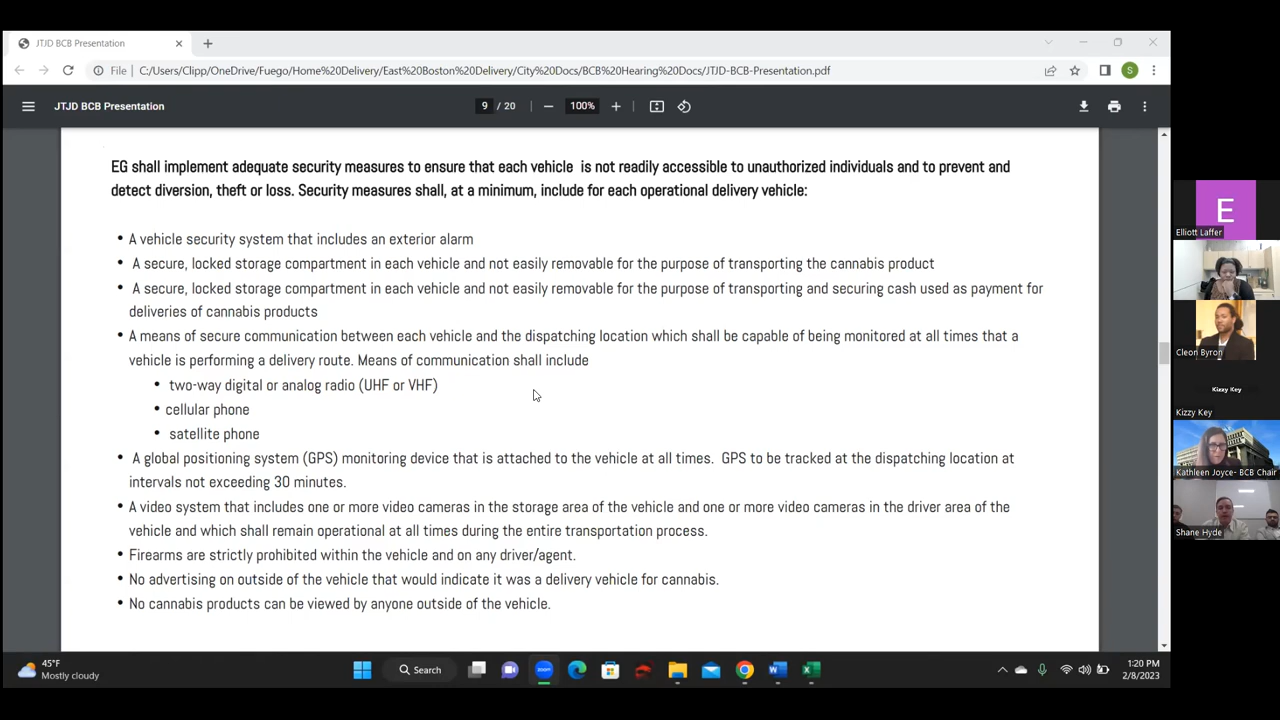 JTJD BCB Presentation
File C:/Users/Clipp/OneDrive/Fuego/Home%20Delivery/East%20Boston%20Delivery/City%20Docs/BCB%20Hearing%20Docs/JTJD-BCB-Presentation.pdf
S
JTJD BCB Presentation
9 / 20
100%
EG shall implement adequate security measures to ensure that each vehicle is not readily accessible to unauthorized individuals and to prevent and
detect diversion, theft or loss. Security measures shall, at a minimum, include for each operational delivery vehicle:
• A vehicle security system that includes an exterior alarm
• A secure, locked storage compartment in each vehicle and not easily removable for the purpose of transporting the cannabis product
• A secure, locked storage compartment in each vehicle and not easily removable for the purpose of transporting and securing cash used as payment for
deliveries of cannabis products
• A means of secure communication between each vehicle and the dispatching location which shall be capable of being monitored at all times that a
vehicle is performing a delivery route. Means of communication shall include
• two-way digital or analog radio (UHF or VHF)
• cellular phone
• satellite phone
• A global positioning system (GPS) monitoring device that is attached to the vehicle at all times. GPS to be tracked at the dispatching location at
intervals not exceeding 30 minutes.
• A video system that includes one or more video cameras in the storage area of the vehicle and one or more video cameras in the driver area of the
vehicle and which shall remain operational at all times during the entire transportation process.
• Firearms are strictly prohibited within the vehicle and on any driver/agent.
• No advertising on outside of the vehicle that would indicate it was a delivery vehicle for cannabis.
• No cannabis products can be viewed by anyone outside of the vehicle.
E
Elliott Laffer
Cleon Byron
Kizzy Key
Kizzy Key
Kathleen Joyce- BCB Chair
Shane Hyde
45°F
Mostly cloudy
Search
zoom
1:20 PM
2/8/2023